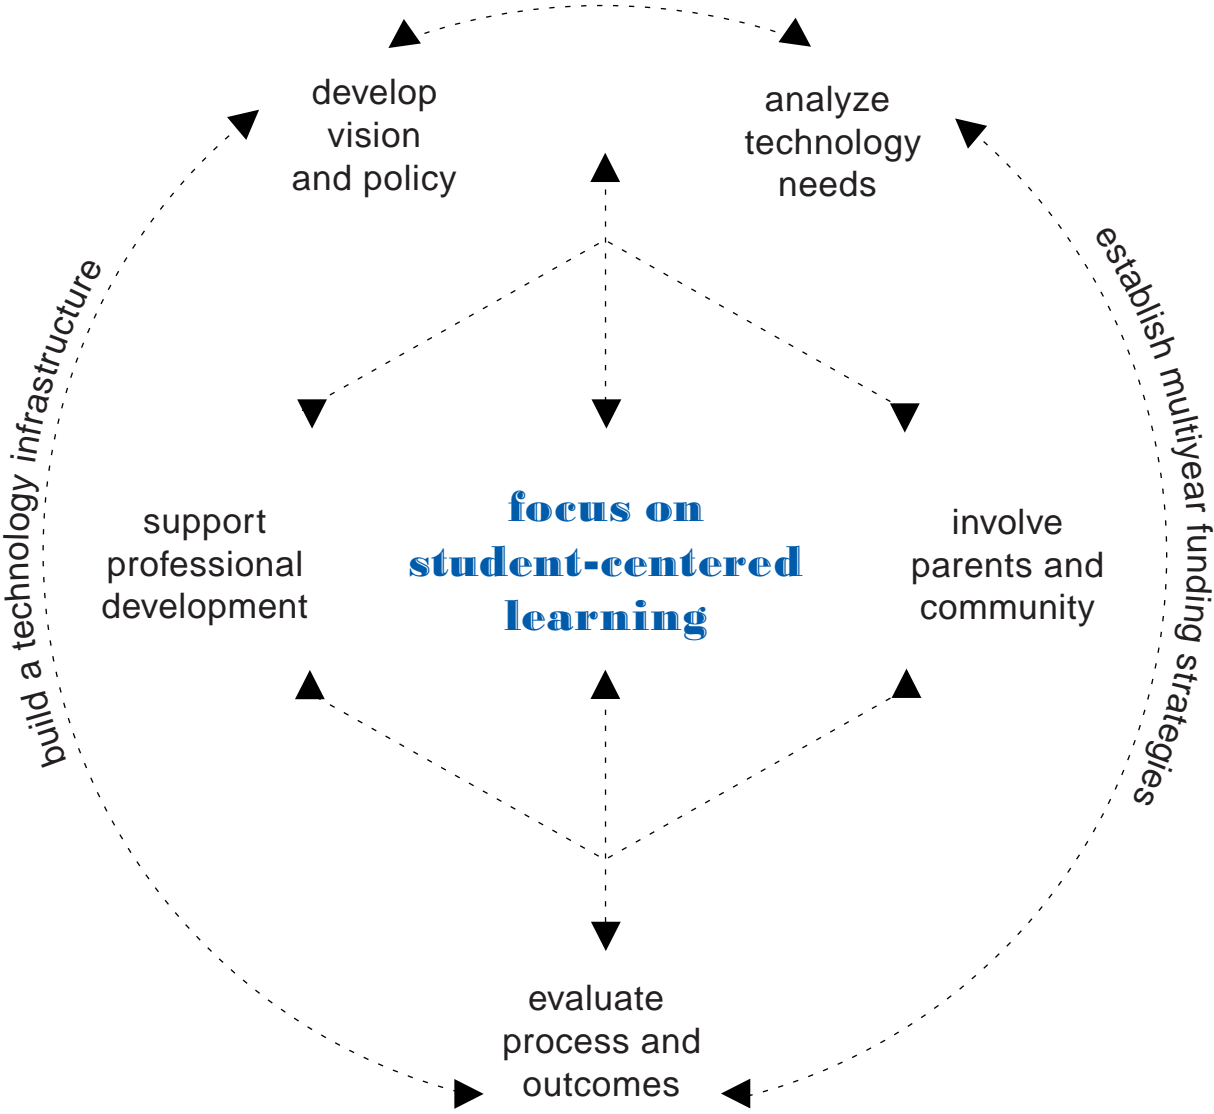 develop
vision
and policy
analyze
technology
needs
build a technology infrastructure
establish multiyear funding strategies
support
professional
development
focus on
student-centered
learning
involve
parents and
community
evaluate
process and
outcomes